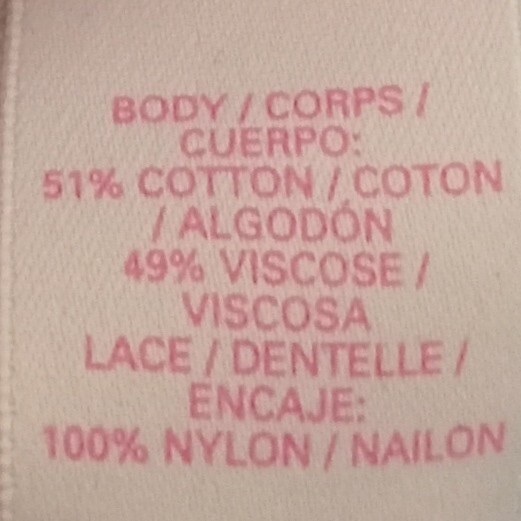 BODY / CORPS /
CUERPO:
51% COTTON / COTON
/ ALGODÓN
49% VISCOSE /
VISCOSA
LACE / DENTELLE /
ENCAJE:
100% NYLON / NAILON